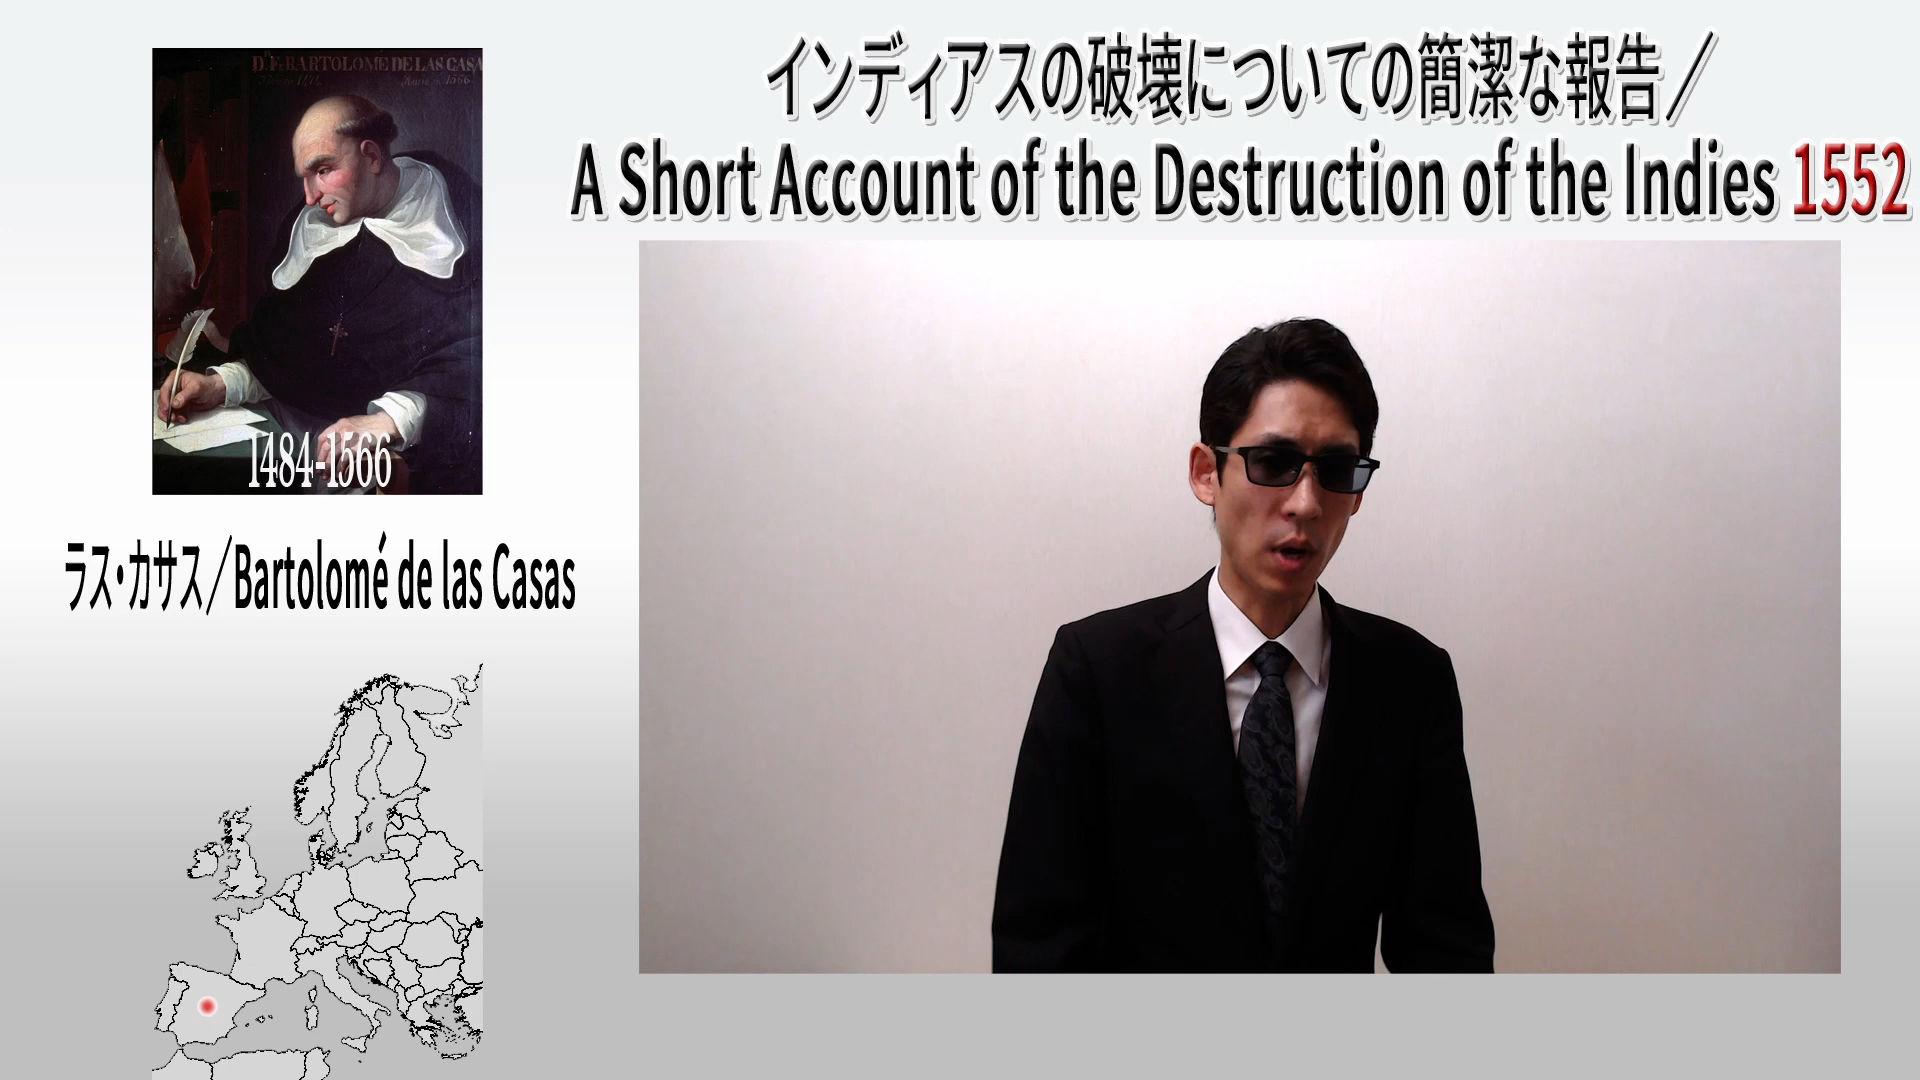 インディアスの破壊についての簡潔な報告／
A Short Account of the Destruction of the Indies 1552
D. F. BARTOLOMÉ DE LAS CASA
1484-1566
ラス・カサス／Bartolomé de las Casas